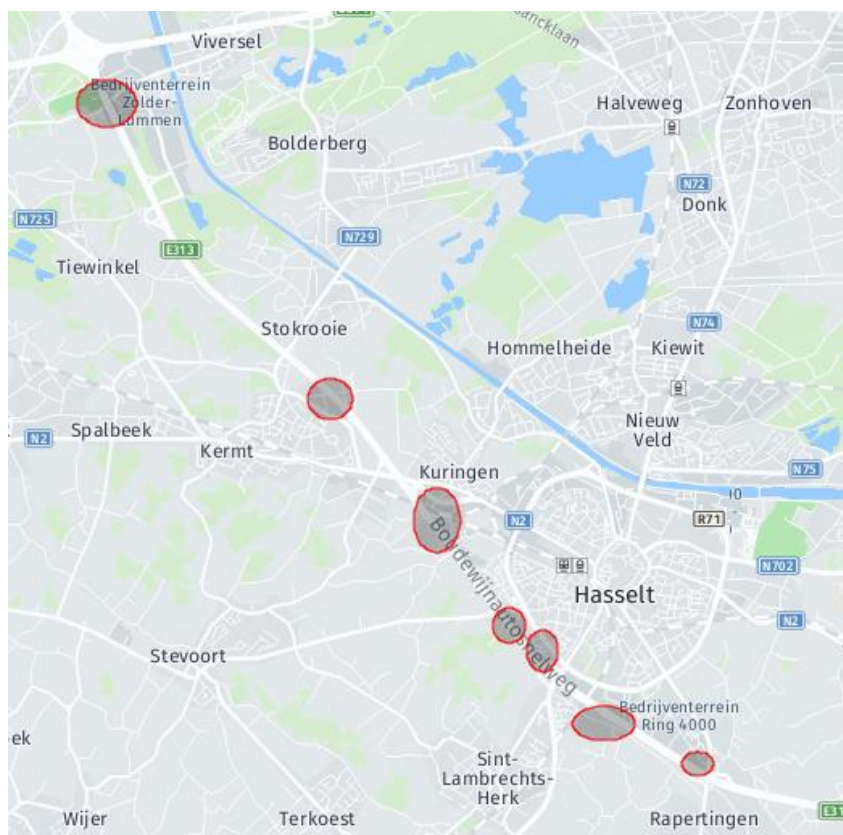 Viversel
Bedrijventerrein
Zolder-
Lummen
Halveweg
Zonhoven
Bolderberg
N72
Donk
N725
N729
E313
Tiewinkel
Stokrooie
N74
Hommelheide
Kiewit
Nieuw
Veld
N2
Spalbeek
Kermt
Kuringen
N75
N2
R71
Boudewijnautosnelweg
N702
Hasselt
N2
Stevoort
Bedrijventerrein
Ring 4000
Sint-
Lambrechts-
Herk
Wijer
Terkoest
Rapertingen